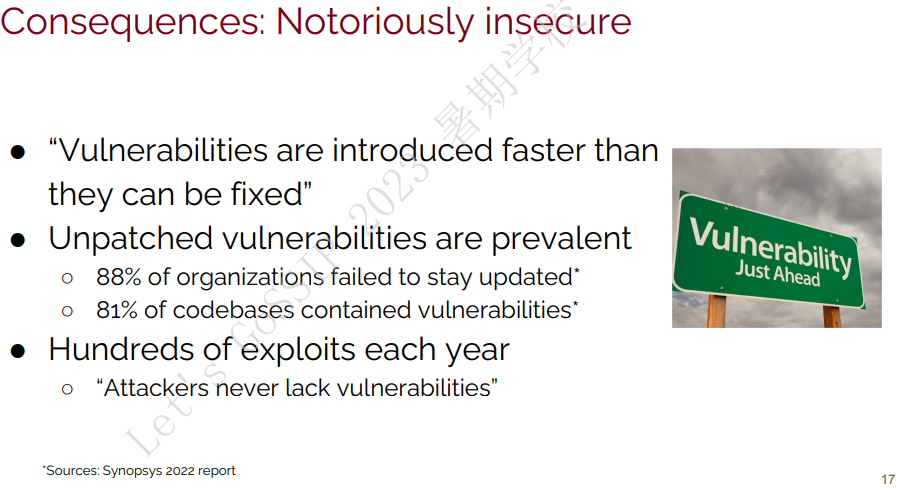 Consequences: Notoriously insecure
● “Vulnerabilities are introduced faster than
they can be fixed”
● Unpatched vulnerabilities are prevalent
○ 88% of organizations failed to stay updated*
○ 81% of codebases contained vulnerabilities*
● Hundreds of exploits each year
○ “Attackers never lack vulnerabilities”
Vulnerability
Just Ahead
Let's GoSSIP 2023 暑期学校
*Sources: Synopsys 2022 report
17